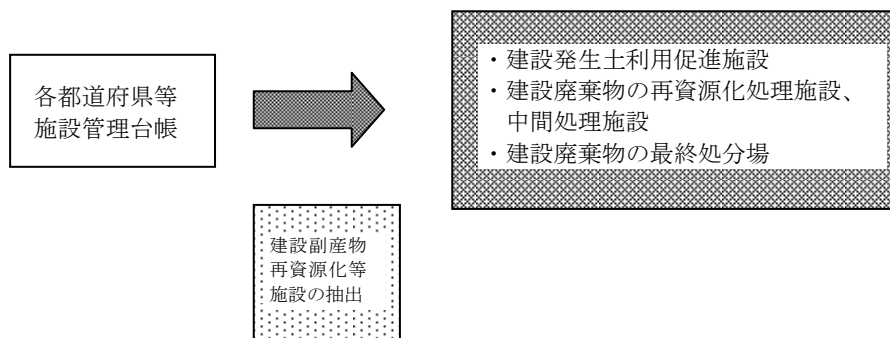 各都道府県等
施設管理台帳
・建設発生土利用促進施設
・建設廃棄物の再資源化処理施設、
中間処理施設
・建設廃棄物の最終処分場
建設副産物
再資源化等
施設の抽出